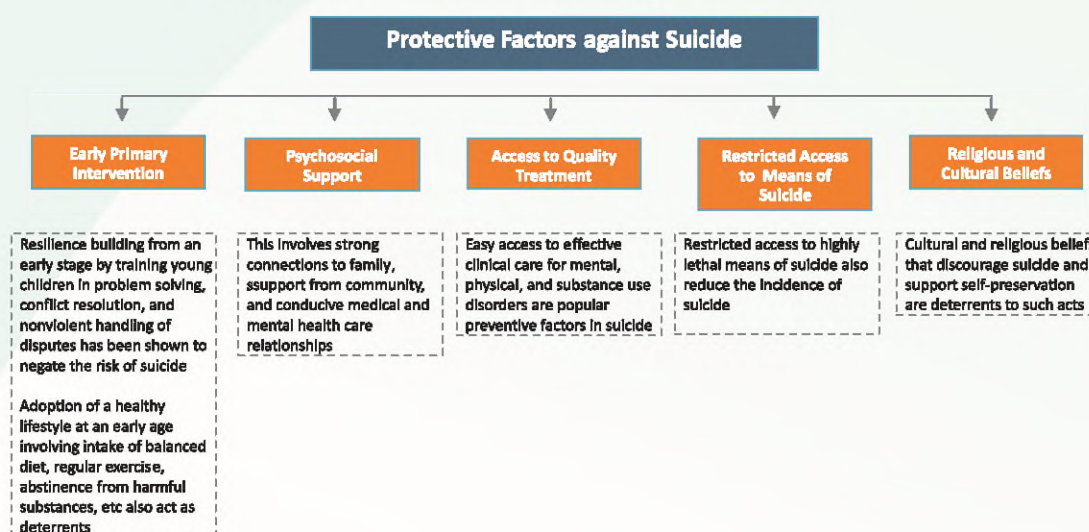 Protective Factors against Suicide
Early Primary
Intervention
Resilience building from an
early stage by training young
children in problem solving,
conflict resolution, and
nonviolent handling of
disputes has been shown to
negate the risk of suicide
Adoption of a healthy
lifestyle at an early age
involving intake of balanced
diet, regular exercise,
abstinence from harmful
substances, etc also act as
deterrents
Psychosocial
Support
This involves strong
connections to family,
ssupport from community,
and conducive medical and
mental health care
relationships
Access to Quality
Treatment
Easy access to effective
clinical care for mental,
physical, and substance use
disorders are popular
preventive factors in suicide
Restricted Access
to Means of
Suicide
Restricted access to highly
lethal means of suicide also
reduce the incidence of
suicide
Religious and
Cultural Beliefs
Cultural and religious belief
that discourage suicide and
support self-preservation
are deterrents to such acts